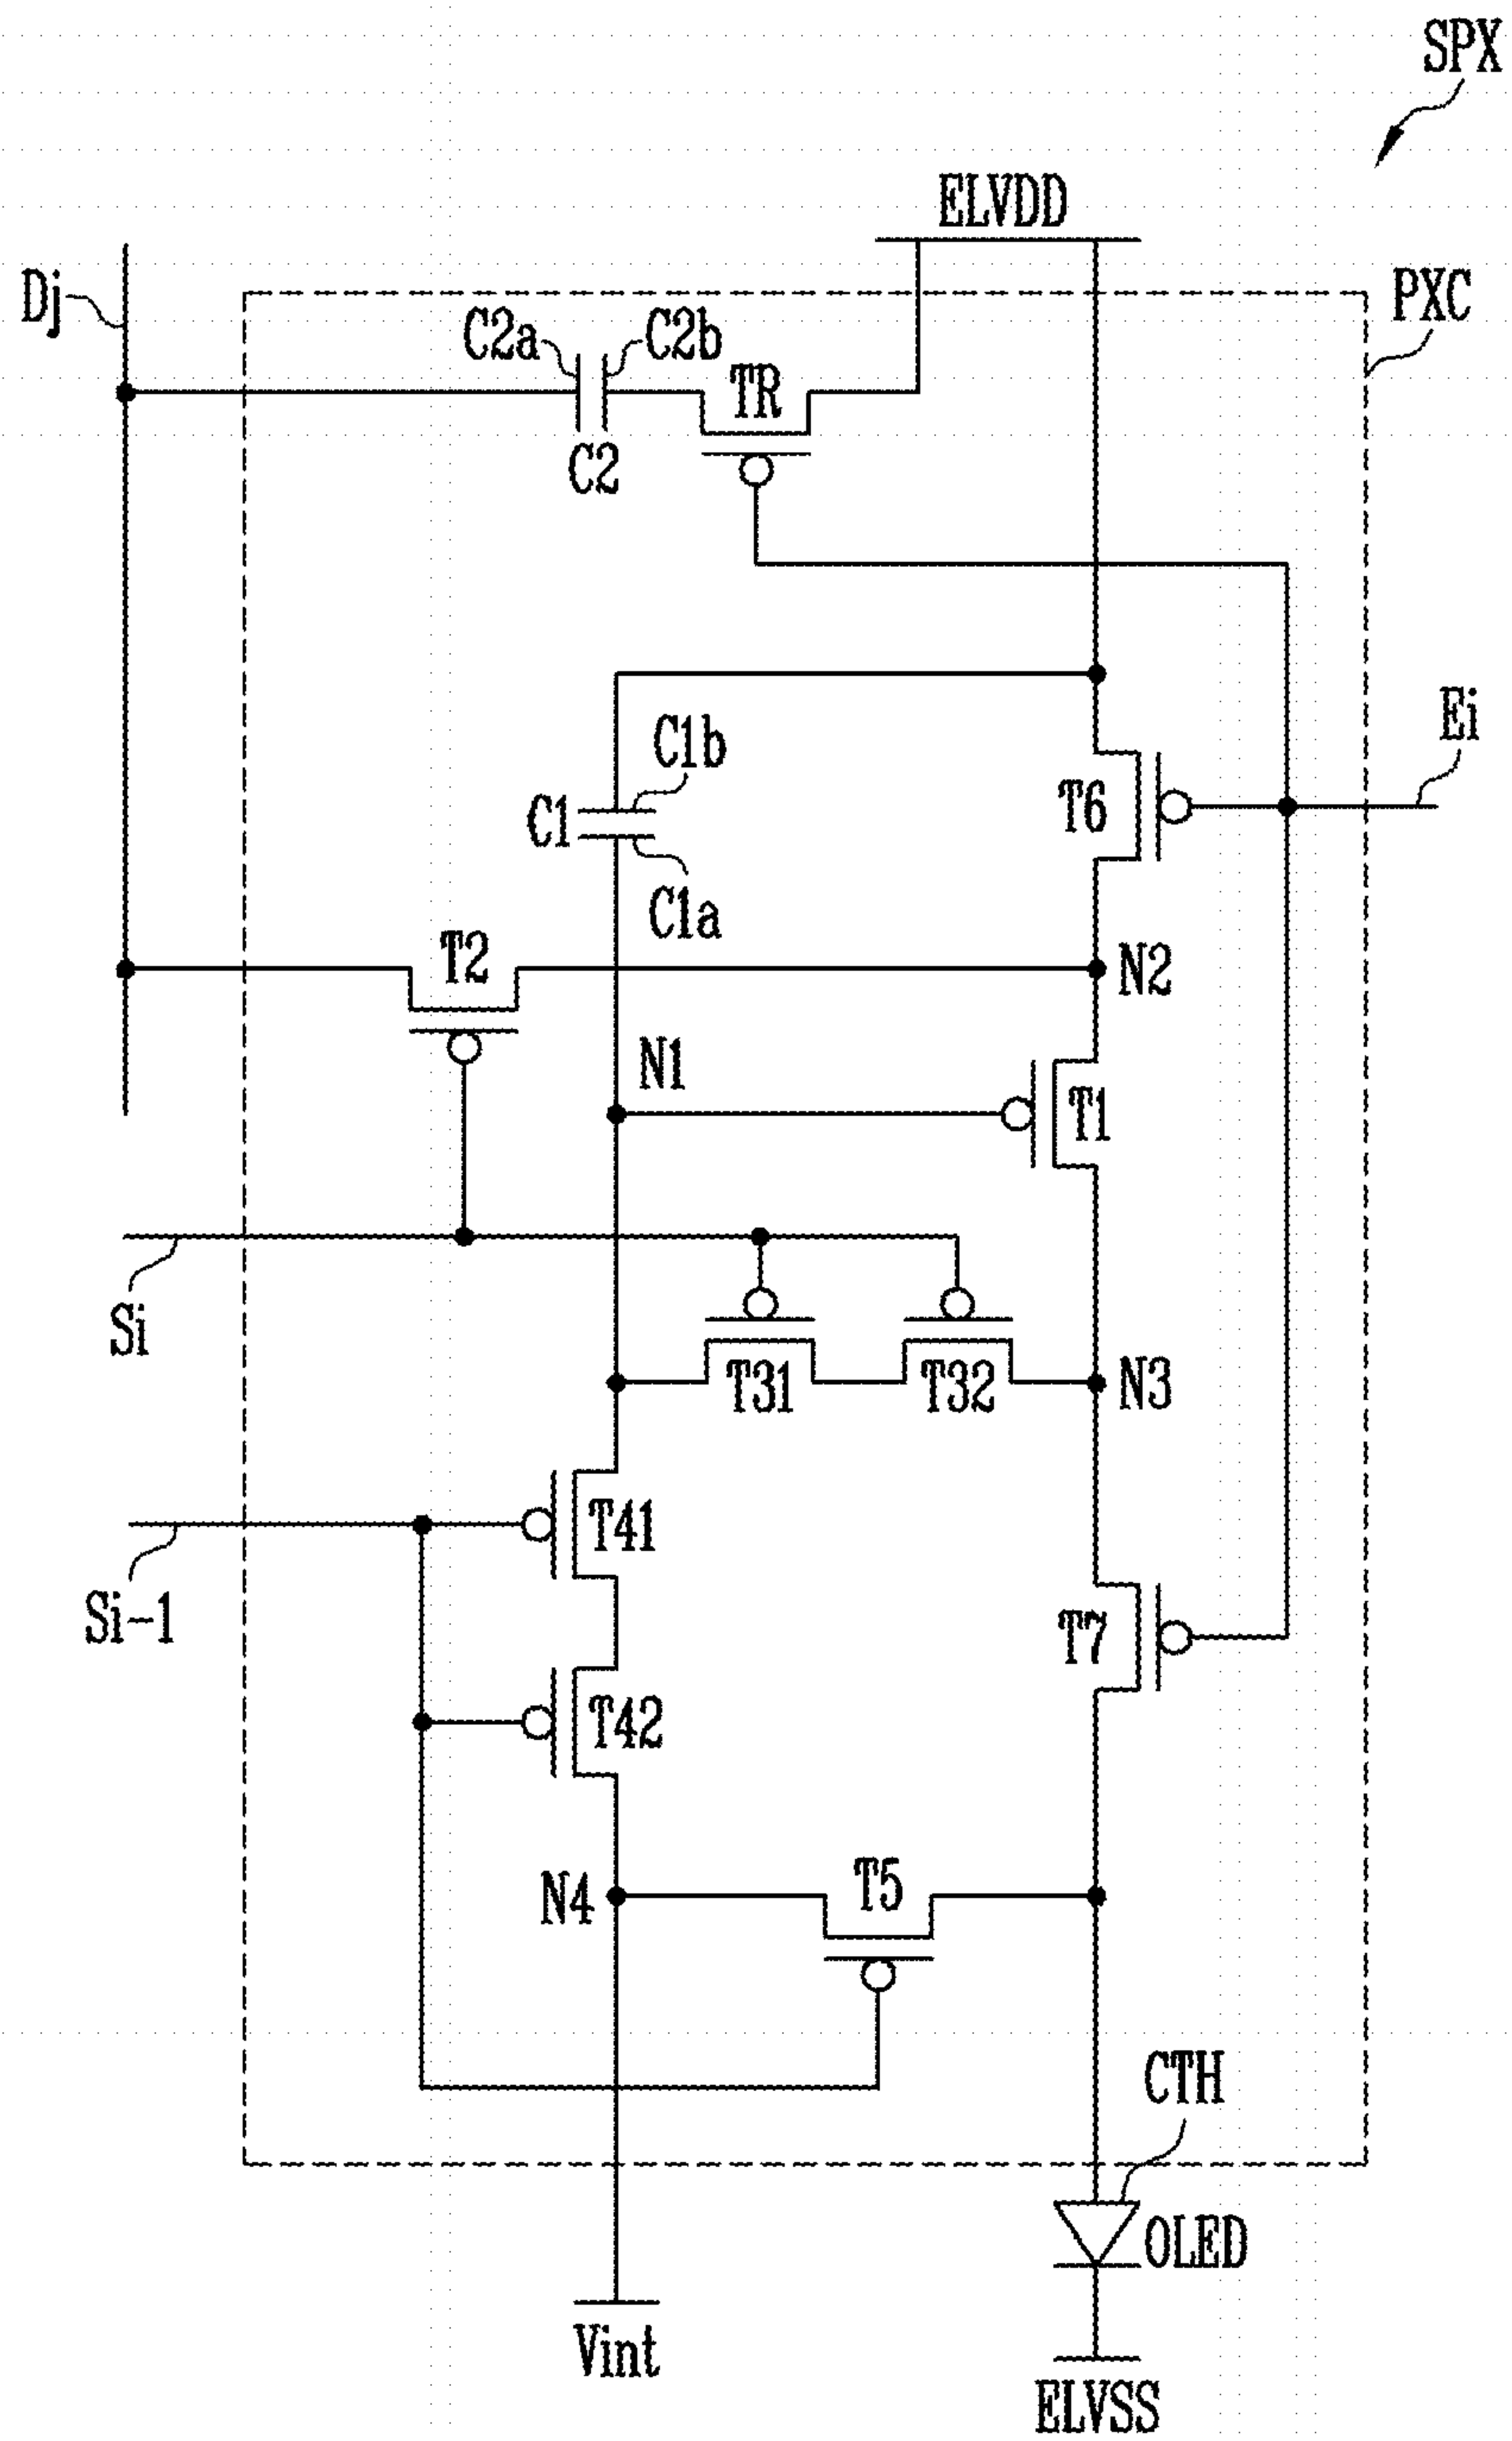 SPX
ELVDD
Dj
PXC
C2a
C2b
TR
C2
Ei
C1b
T6
C1
C1a
T2
N2
N1
T1
Si
T31
T32
N3
T41
Si-1
T7
T42
T5
N4
CTH
OLED
Vint
ELVSS